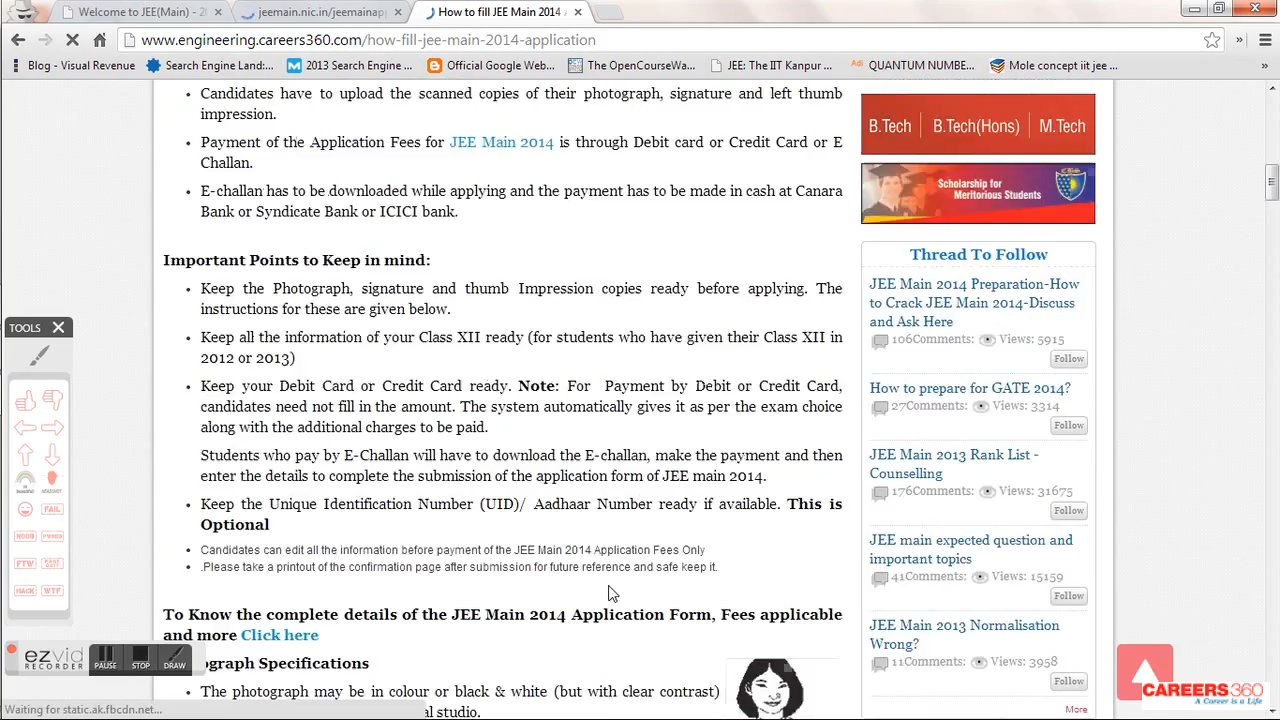 Welcome to JEE(Main) - 20
jeemain.nic.in/jeemainap
How to fill JEE Main 2014 A
www.engineering.careers360.com/how-fill-jee-main-2014-application
Blog - Visual Revenue
Search Engine Land:...
2013 Search Engine ...
Official Google Web...
The OpenCourseWa...
JEE: The IIT Kanpur ...
QUANTUM NUMBE...
Mole concept iit jee ...
Candidates have to upload the scanned copies of their photograph, signature and left thumb
impression.
Payment of the Application Fees for JEE Main 2014 is through Debit card or Credit Card or E
Challan.
E-challan has to be downloaded while applying and the payment has to be made in cash at Canara
Bank or Syndicate Bank or ICICI bank.
Important Points to Keep in mind:
Keep the Photograph, signature and thumb Impression copies ready before applying. The
instructions for these are given below.
Keep all the information of your Class XII ready (for students who have given their Class XII in
2012 or 2013)
Keep your Debit Card or Credit Card ready. Note: For Payment by Debit or Credit Card,
candidates need not fill in the amount. The system automatically gives it as per the exam choice
along with the additional charges to be paid.
Students who pay by E-Challan will have to download the E-challan, make the payment and then
enter the details to complete the submission of the application form of JEE main 2014.
Keep the Unique Identification Number (UID)/ Aadhaar Number ready if available. This is
Optional
Candidates can edit all the information before payment of the JEE Main 2014 Application Fees Only
.Please take a printout of the confirmation page after submission for future reference and safe keep it.
To Know the complete details of the JEE Main 2014 Application Form, Fees applicable
and more Click here
ograph Specifications
The photograph may be in colour or black & white (but with clear contrast)
al studio.
B.Tech | B.Tech(Hons) | M.Tech
Scholarship for
Meritorious Students
Thread To Follow
JEE Main 2014 Preparation-How
to Crack JEE Main 2014-Discuss
and Ask Here
106Comments: Views: 5915
Follow
How to prepare for GATE 2014?
27Comments: Views: 3314
Follow
JEE Main 2013 Rank List -
Counselling
176Comments: Views: 31675
Follow
JEE main expected question and
important topics
41Comments: Views: 15159
Follow
JEE Main 2013 Normalisation
Wrong?
11Comments: Views: 3958
Follow
More
TOOLS
FAIL
FTW
HACK
WTF
ezvid
RECORDER
PAUSE
STOP
DRAW
Waiting for static.ak.fbcdn.net...
CAREERS360
A Career is a Life